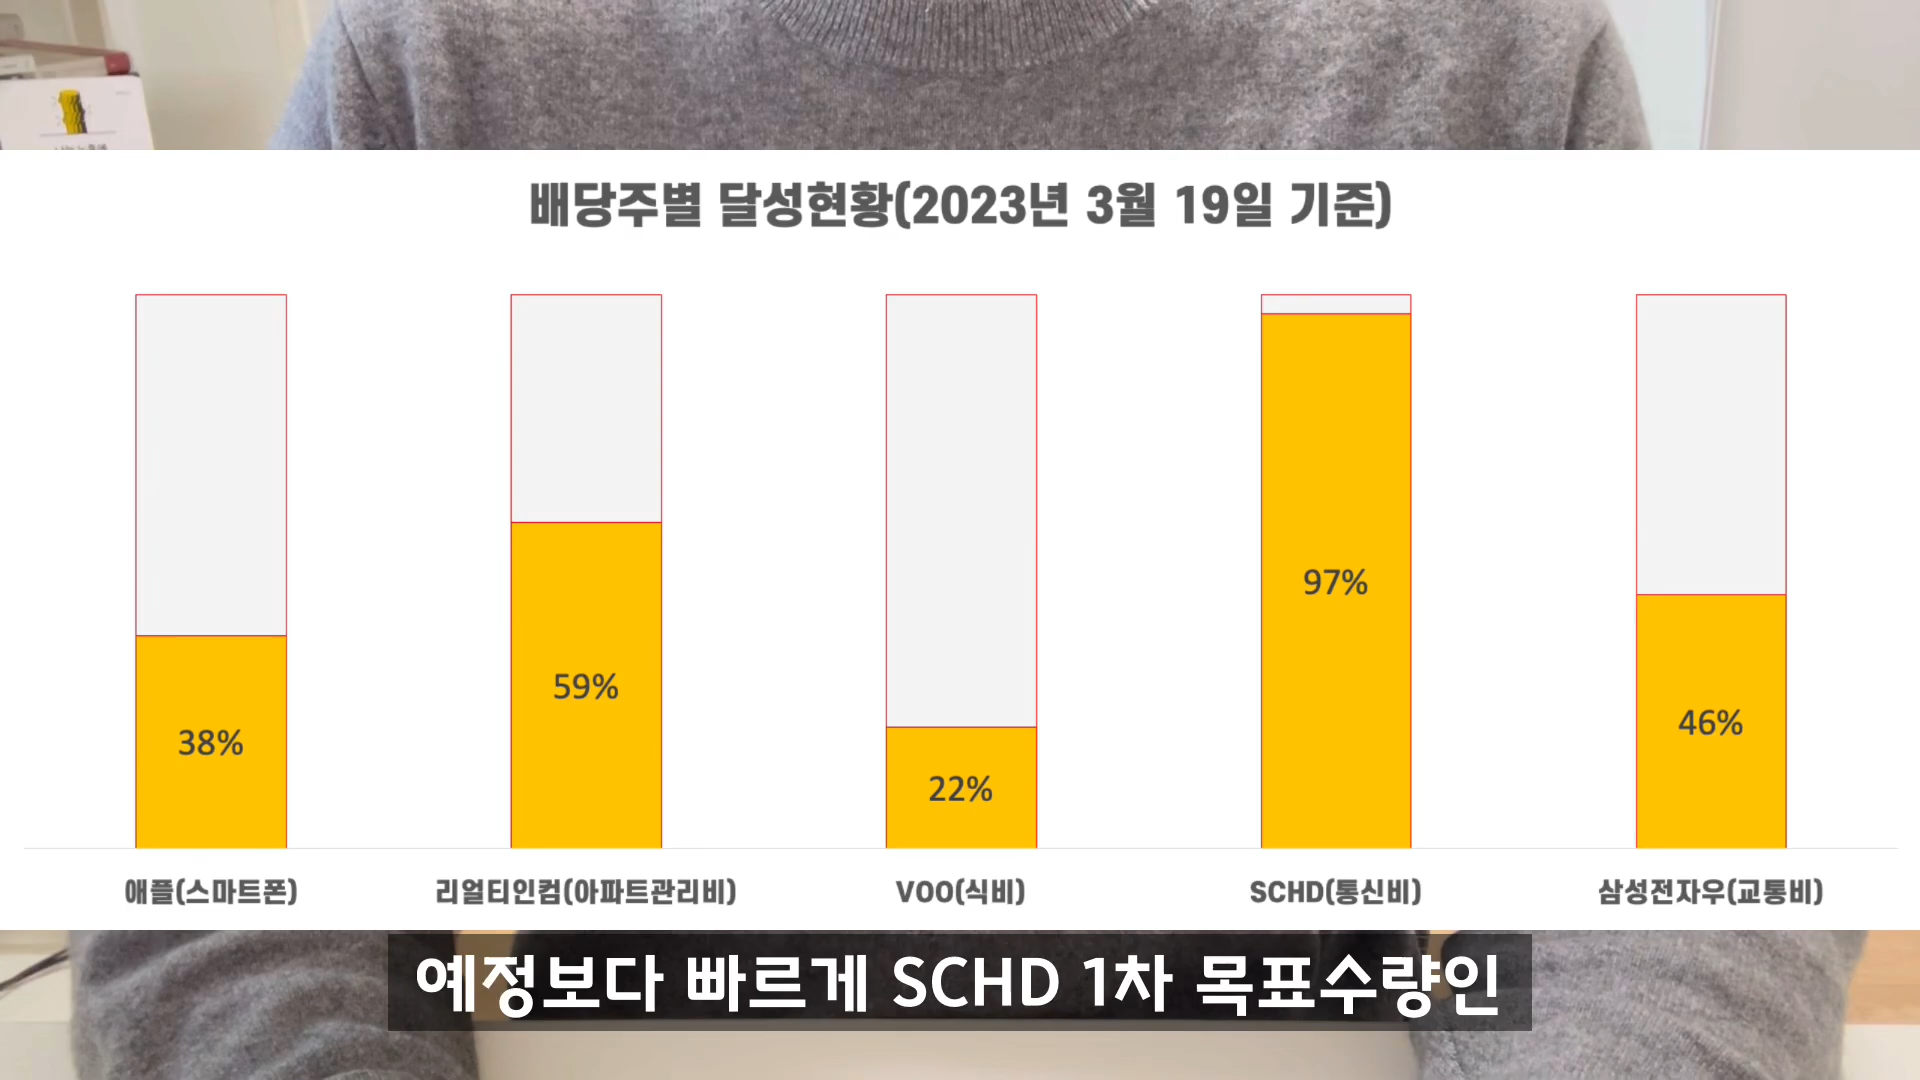 배당주별 달성현황(2023년 3월 19일 기준)
38%
59%
22%
97%
46%
애플(스마트폰)
리얼티인컴(아파트관리비)
VOO(식비)
SCHD(통신비)
삼성전자우(교통비)
예정보다 빠르게 SCHD 1차 목표수량인